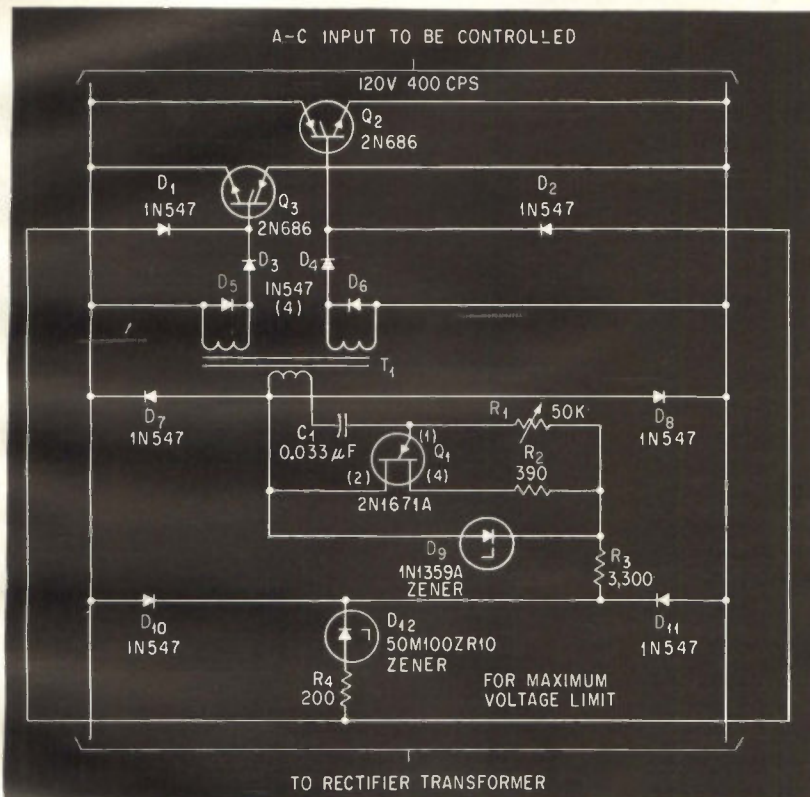 A-C INPUT TO BE CONTROLLED
120V 400 CPS
Q2
2N686
D1
1N547
Q3
2N686
D2
1N547
D3
D4
D5
1N547
(4)
D6
T1
D7
1N547
C1
0.033 µF
(1)
Q1
(2)
(4)
2N1671A
R1
50K
R2
390
D8
1N547
D9
1N1359A
ZENER
R3
3,300
D10
1N547
D12
50M100ZR10
ZENER
D11
1N547
R4
200
FOR MAXIMUM
VOLTAGE LIMIT
TO RECTIFIER TRANSFORMER